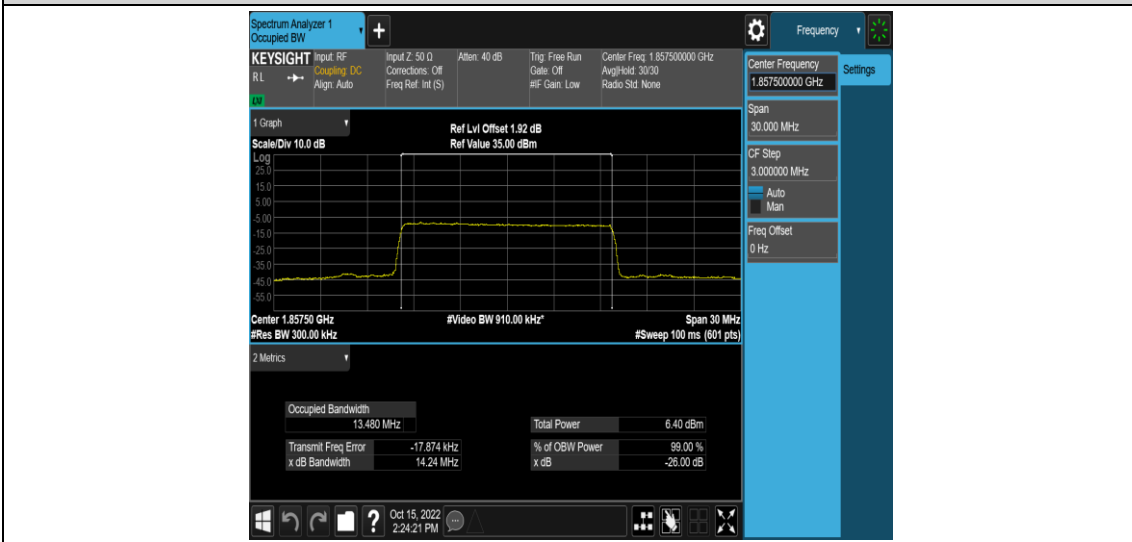 Spectrum Analyzer 1
Occupied BW
+
Frequency
KEYSIGHT
Input: RF
Coupling: DC
Align: Auto
RL
LXI
Input Z: 50 Ω
Corrections: Off
Freq Ref: Int (S)
Atten: 40 dB
Trig: Free Run
Gate: Off
#IF Gain: Low
Center Freq: 1.857500000 GHz
Avg|Hold: 30/30
Radio Std: None
Center Frequency
1.857500000 GHz
Settings
Span
30.000 MHz
CF Step
3.000000 MHz
Auto
Man
Freq Offset
0 Hz
1 Graph
Scale/Div 10.0 dB
Ref Lvl Offset 1.92 dB
Ref Value 35.00 dBm
Log
25.0
15.0
5.00
-5.00
-15.0
-25.0
-35.0
-45.0
-55.0
Center 1.85750 GHz
#Video BW 910.00 kHz*
Span 30 MHz
#Res BW 300.00 kHz
#Sweep 100 ms (601 pts)
2 Metrics
Occupied Bandwidth
13.480 MHz
Total Power 6.40 dBm
Transmit Freq Error -17.874 kHz
% of OBW Power 99.00 %
x dB Bandwidth 14.24 MHz
x dB -26.00 dB
?
Oct 15, 2022
2:24:21 PM